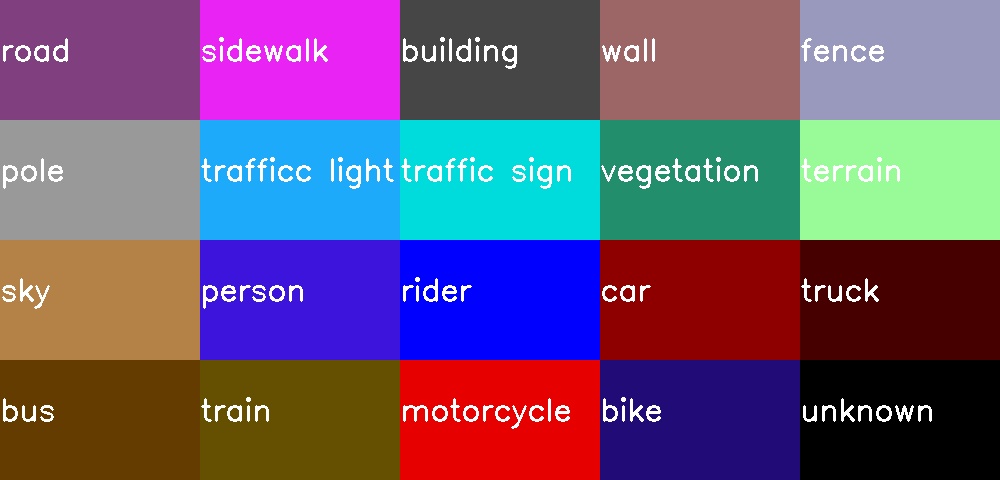 road sidewalk building wall fence
pole trafficc light traffic sign vegetation terrain
sky person rider car truck
bus train motorcycle bike unknown